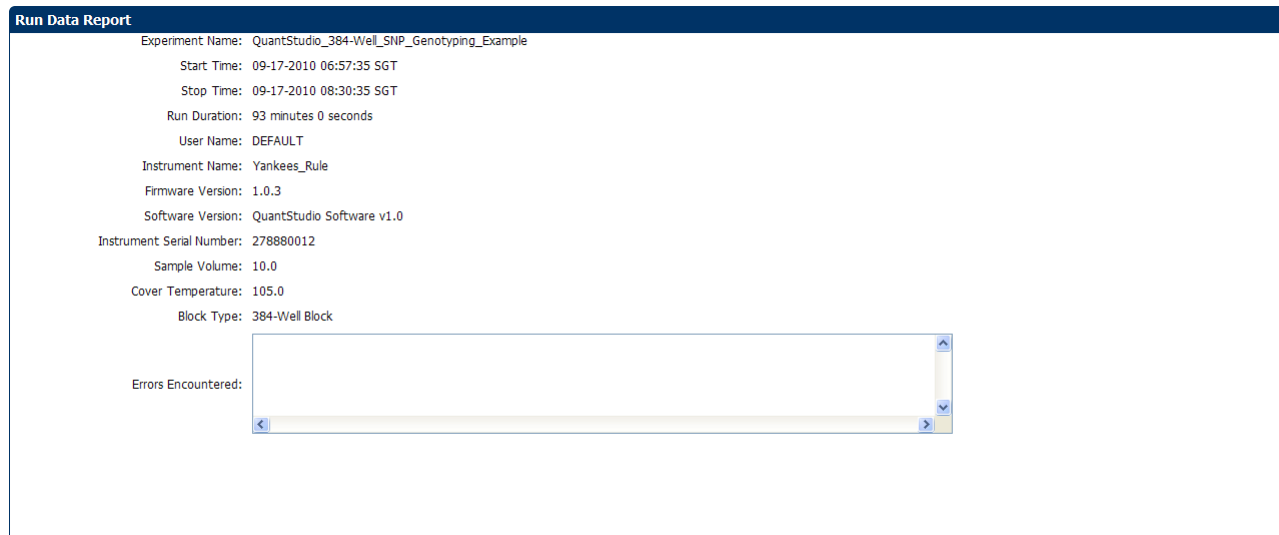 Run Data Report
Experiment Name: QuantStudio_384-Well_SNP_Genotyping_Example
Start Time: 09-17-2010 06:57:35 SGT
Stop Time: 09-17-2010 08:30:35 SGT
Run Duration: 93 minutes 0 seconds
User Name: DEFAULT
Instrument Name: Yankees_Rule
Firmware Version: 1.0.3
Software Version: QuantStudio Software v1.0
Instrument Serial Number: 278880012
Sample Volume: 10.0
Cover Temperature: 105.0
Block Type: 384-Well Block
Errors Encountered: